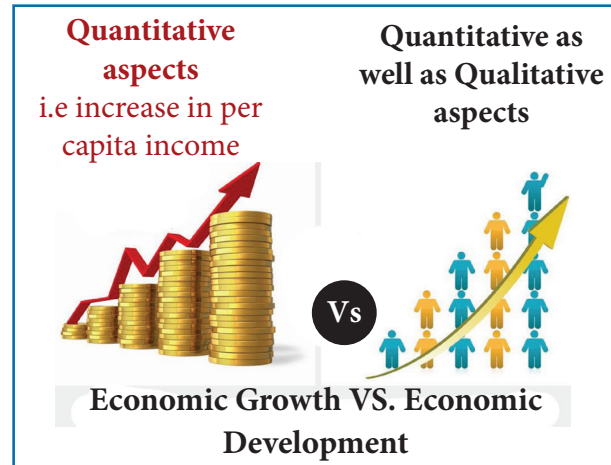 Quantitative
aspects
i.e increase in per
capita income
Quantitative as
well as Qualitative
aspects
Vs
Economic Growth VS. Economic
Development